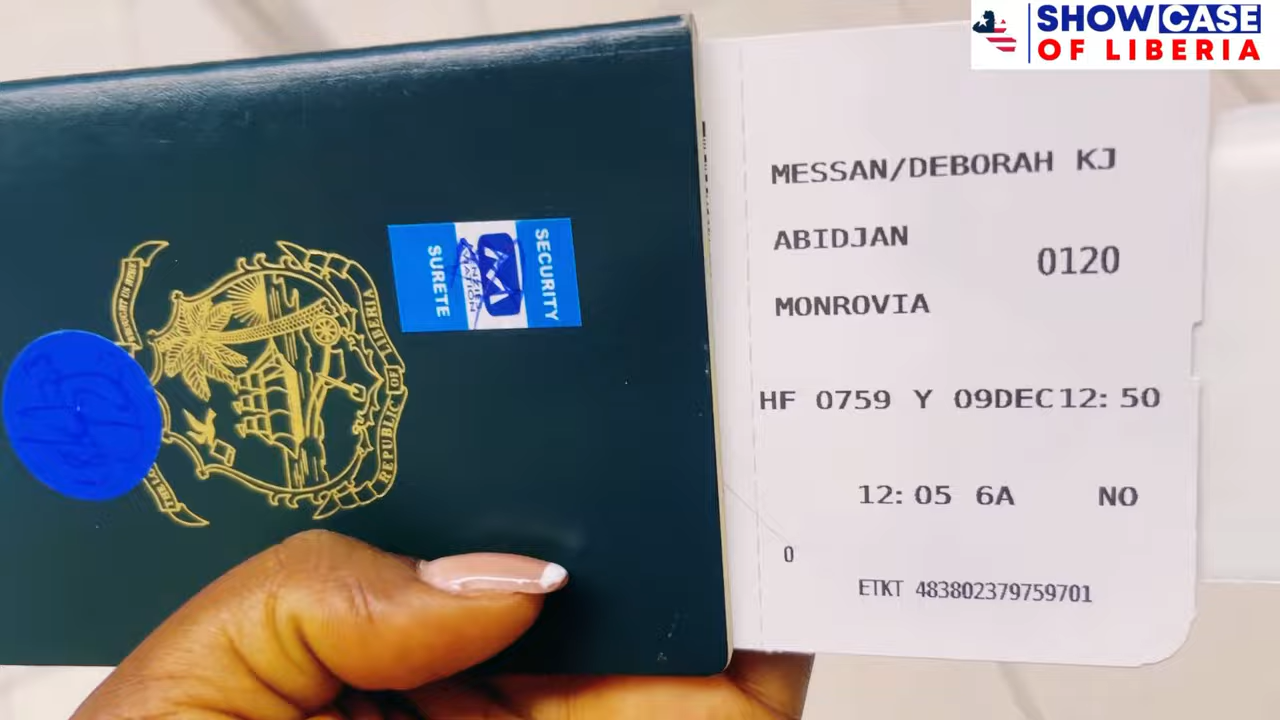 SHOWCASE
OF LIBERIA
SURETE
SECURITY
REPUBLIC OF LIBERIA
MESSAN/DEBORAH KJ
ABIDJAN
0120
MONROVIA
HF 0759 Y 09DEC12:50
12:05 6A NO
0
ETKT 483802379759701